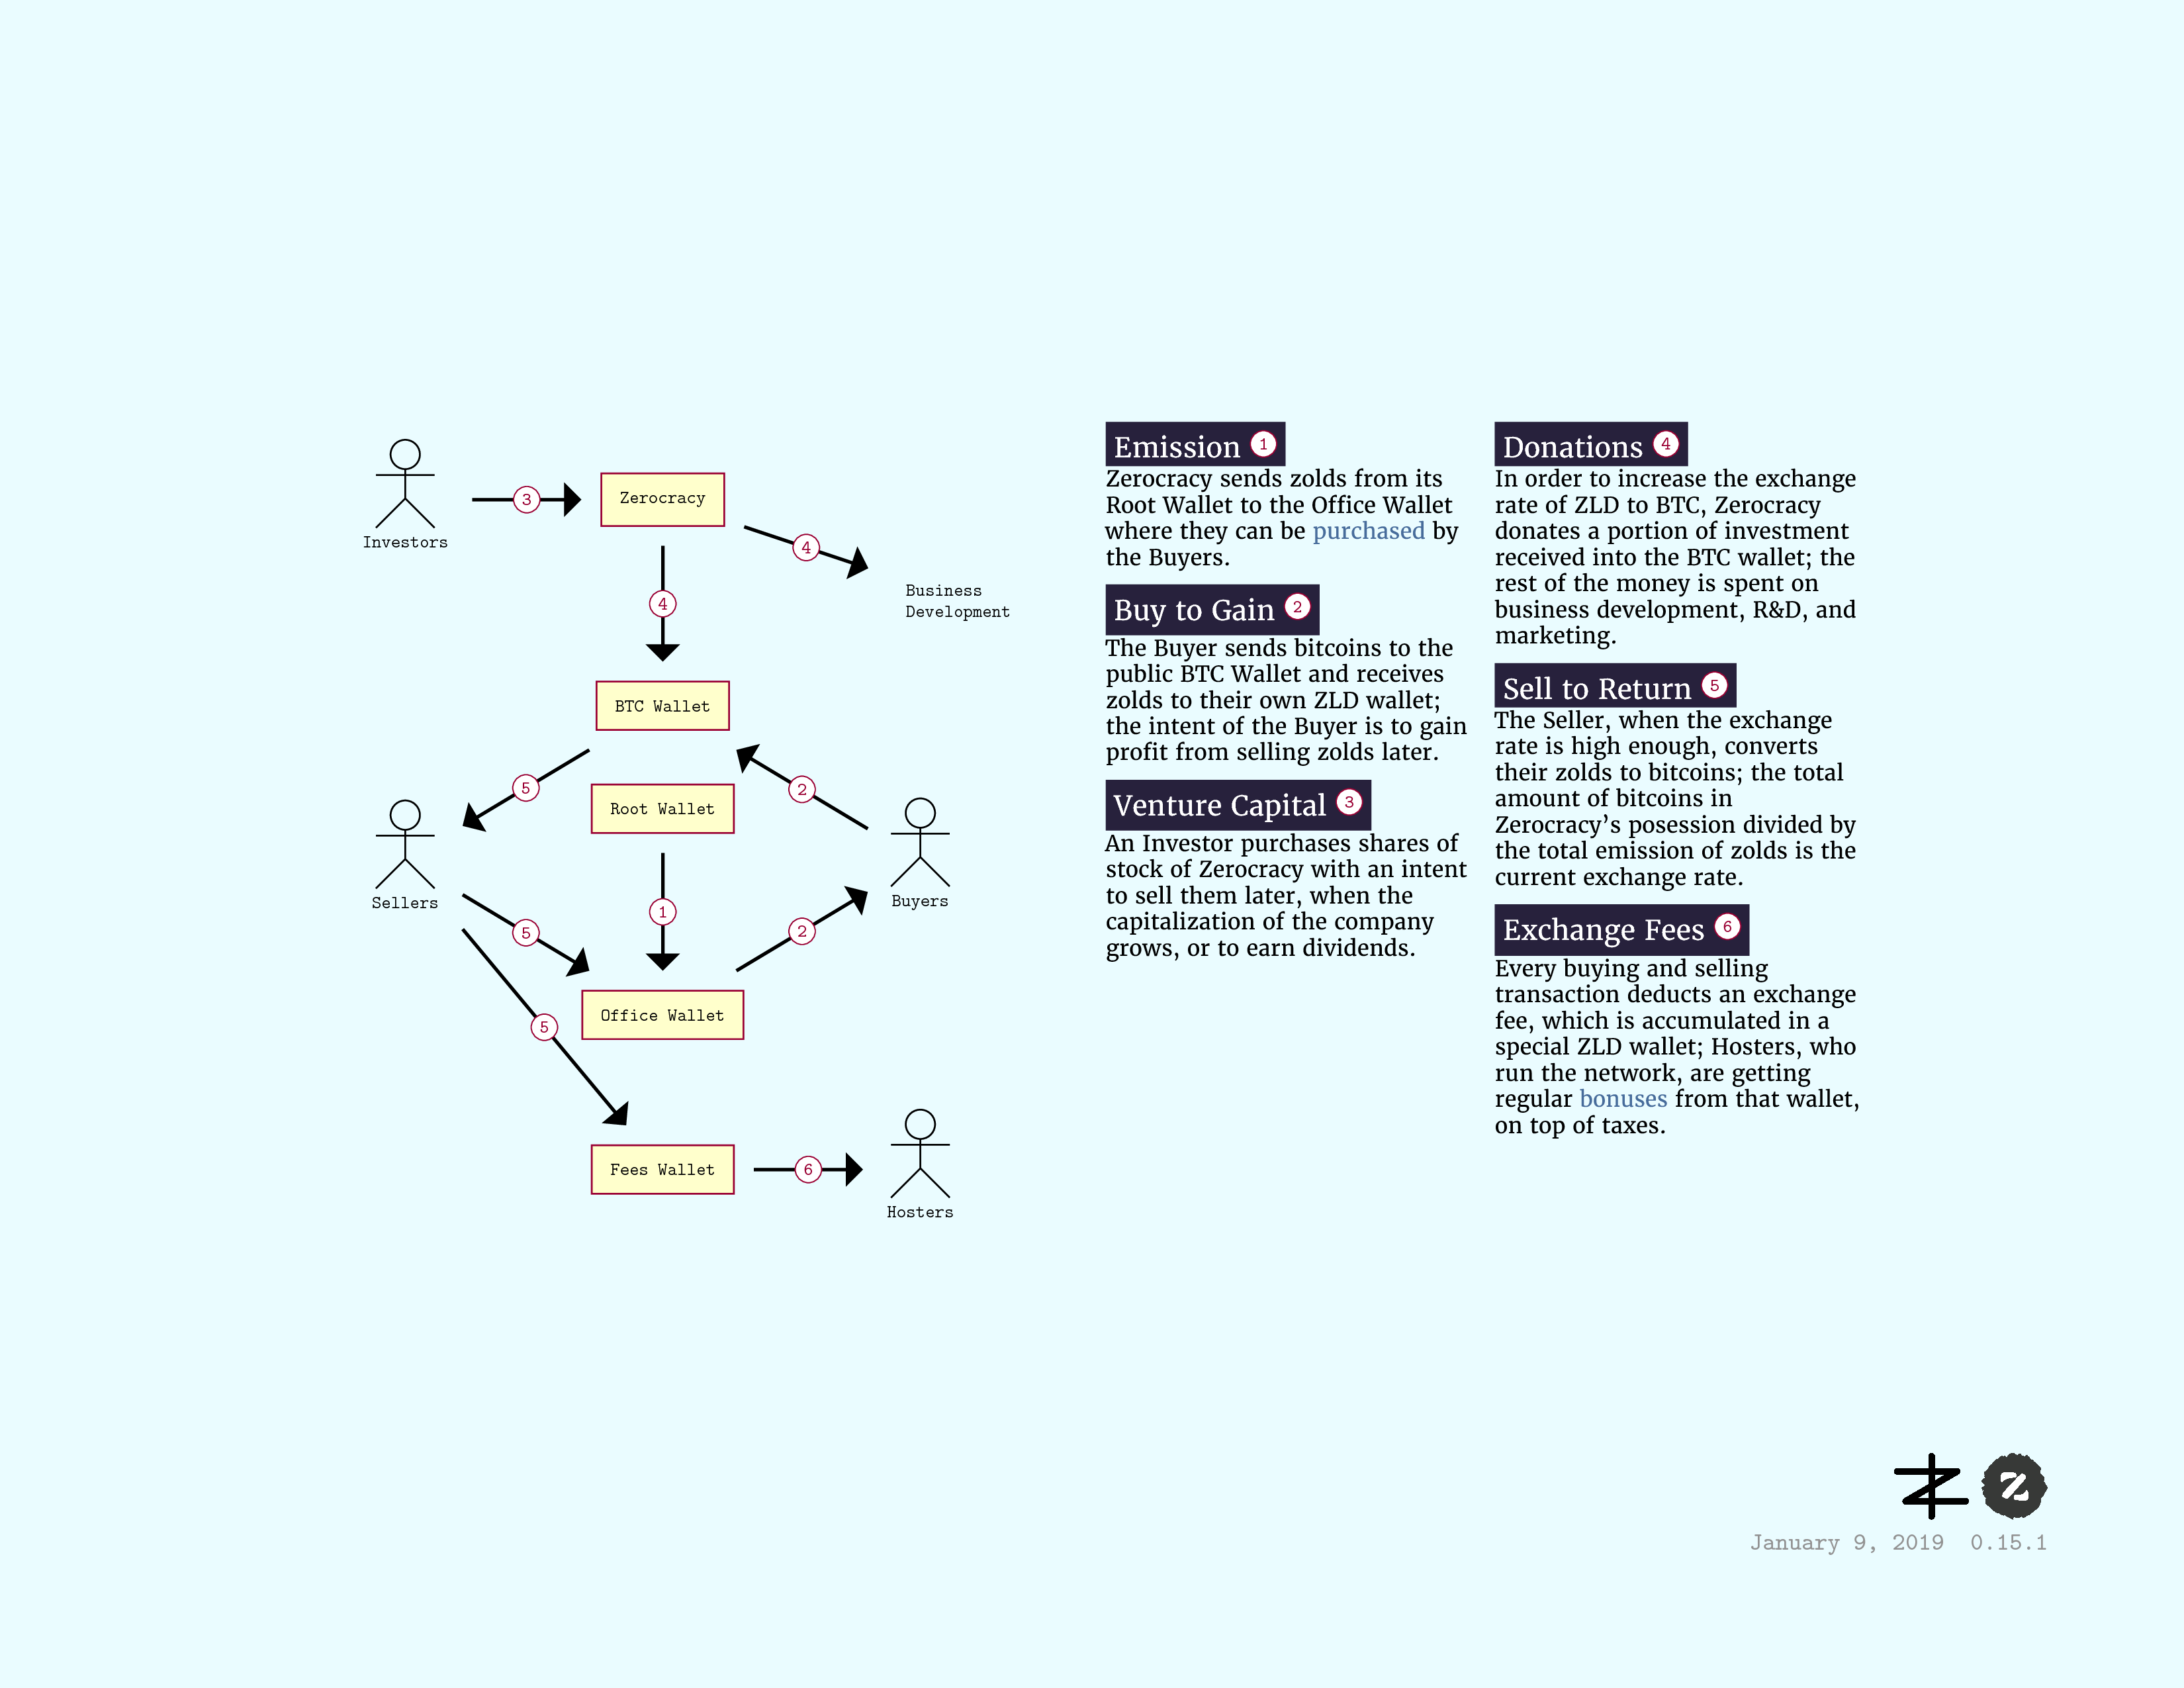 Investors
3
Zerocracy
4
Business
Development
4
BTC Wallet
5
2
Root Wallet
Sellers
Buyers
1
5
2
Office Wallet
5
Fees Wallet
6
Hosters
Emission 1
Zerocracy sends zolds from its
Root Wallet to the Office Wallet
where they can be purchased by
the Buyers.
Buy to Gain 2
The Buyer sends bitcoins to the
public BTC Wallet and receives
zolds to their own ZLD wallet;
the intent of the Buyer is to gain
profit from selling zolds later.
Venture Capital 3
An Investor purchases shares of
stock of Zerocracy with an intent
to sell them later, when the
capitalization of the company
grows, or to earn dividends.
Donations 4
In order to increase the exchange
rate of ZLD to BTC, Zerocracy
donates a portion of investment
received into the BTC wallet; the
rest of the money is spent on
business development, R&D, and
marketing.
Sell to Return 5
The Seller, when the exchange
rate is high enough, converts
their zolds to bitcoins; the total
amount of bitcoins in
Zerocracy’s posession divided by
the total emission of zolds is the
current exchange rate.
Exchange Fees 6
Every buying and selling
transaction deducts an exchange
fee, which is accumulated in a
special ZLD wallet; Hosters, who
run the network, are getting
regular bonuses from that wallet,
on top of taxes.
January 9, 2019 0.15.1